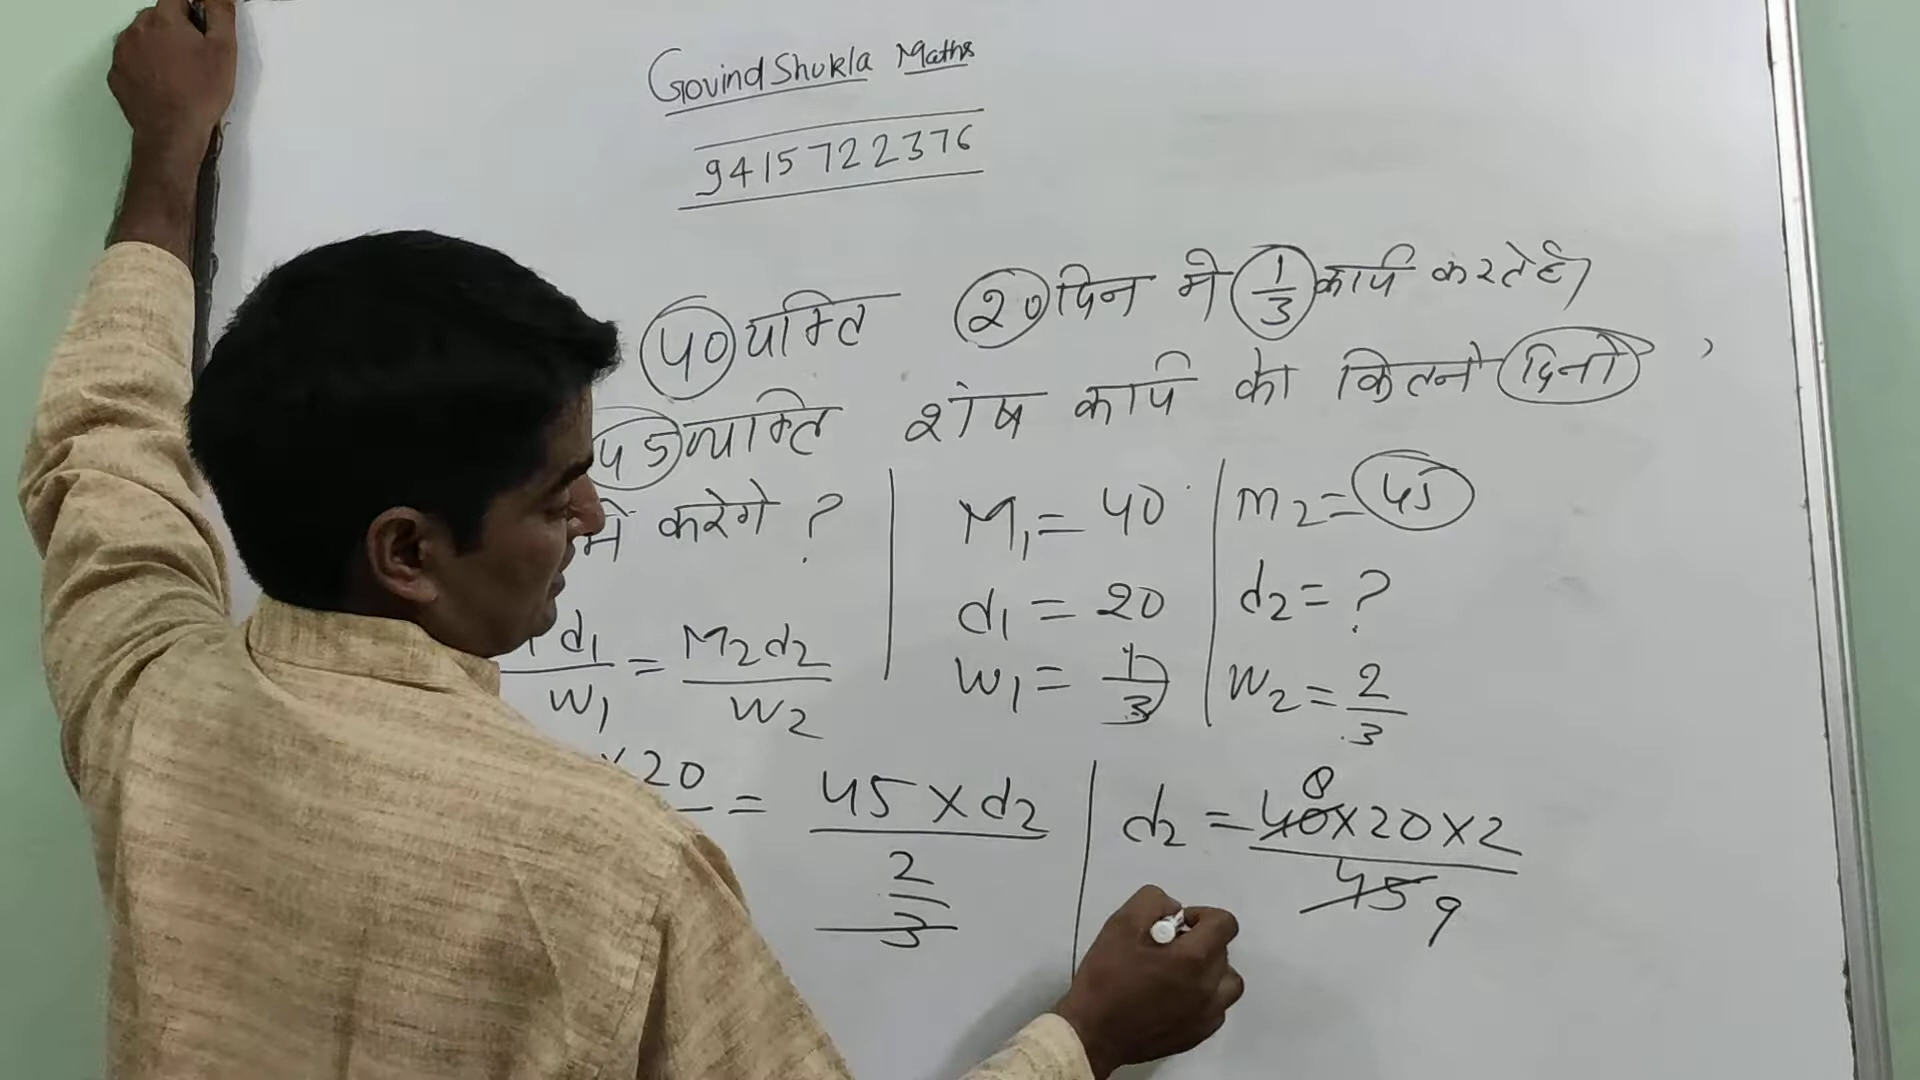 Govind Shukla Maths
9415722376
40 व्यक्ति 20 दिन मे 1/3 कार्य करते है।
45 व्यक्ति शेष कार्य को कितने दिनो
में करेगे ?
M1 = 40
d1 = 20
W1 = 1/3
m2 = 45
d2 = ?
W2 = 2/3
d1/W1 = M2d2/W2
× 20 = 45 × d2 / 2/3
d2 = 40 × 20 × 2 / 45
8
9